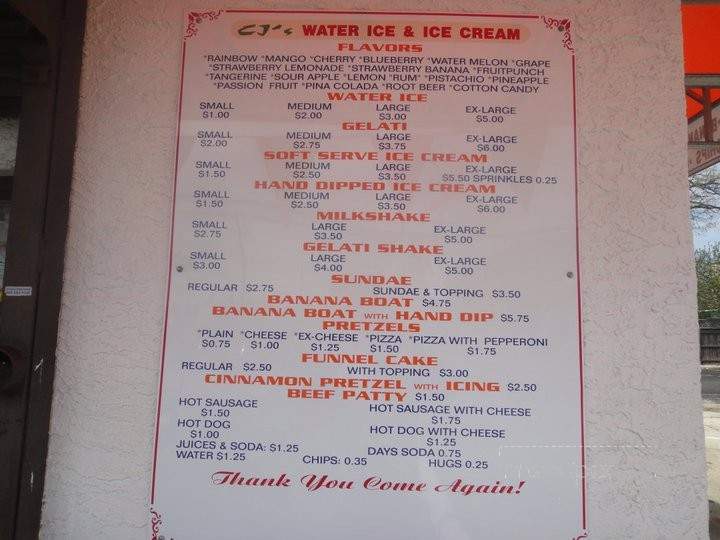 CJ's WATER ICE & ICE CREAM
FLAVORS
*RAINBOW *MANGO *CHERRY *BLUEBERRY *WATER MELON *GRAPE
*STRAWBERRY LEMONADE *STRAWBERRY BANANA *FRUITPUNCH
*TANGERINE *SOUR APPLE *LEMON *RUM* *PISTACHIO *PINEAPPLE
*PASSION FRUIT *PINA COLADA *ROOT BEER *COTTON CANDY
WATER ICE
SMALL MEDIUM LARGE EX-LARGE
$1.00 $2.00 $3.00 $5.00
GELATI
SMALL MEDIUM LARGE EX-LARGE
$2.00 $2.75 $3.75 $6.00
SOFT SERVE ICE CREAM
SMALL MEDIUM LARGE EX-LARGE
$1.50 $2.50 $3.50 $5.50 SPRINKLES 0.25
HAND DIPPED ICE CREAM
SMALL MEDIUM LARGE EX-LARGE
$1.50 $2.50 $3.50 $6.00
MILKSHAKE
SMALL LARGE EX-LARGE
$2.75 $3.50 $5.00
GELATI SHAKE
SMALL LARGE EX-LARGE
$3.00 $4.00 $5.00
SUNDAE
REGULAR $2.75 SUNDAE & TOPPING $3.50
BANANA BOAT $4.75
BANANA BOAT WITH HAND DIP $5.75
PRETZELS
*PLAIN *CHEESE *EX-CHEESE *PIZZA *PIZZA WITH PEPPERONI
$0.75 $1.00 $1.25 $1.50 $1.75
FUNNEL CAKE
REGULAR $2.50 WITH TOPPING $3.00
CINNAMON PRETZEL WITH ICING $2.50
BEEF PATTY $1.50
HOT SAUSAGE HOT SAUSAGE WITH CHEESE
$1.50 $1.75
HOT DOG HOT DOG WITH CHEESE
$1.00 $1.25
JUICES & SODA: $1.25 DAYS SODA 0.75
WATER $1.25 CHIPS: 0.35 HUGS 0.25
Thank You Come Again!